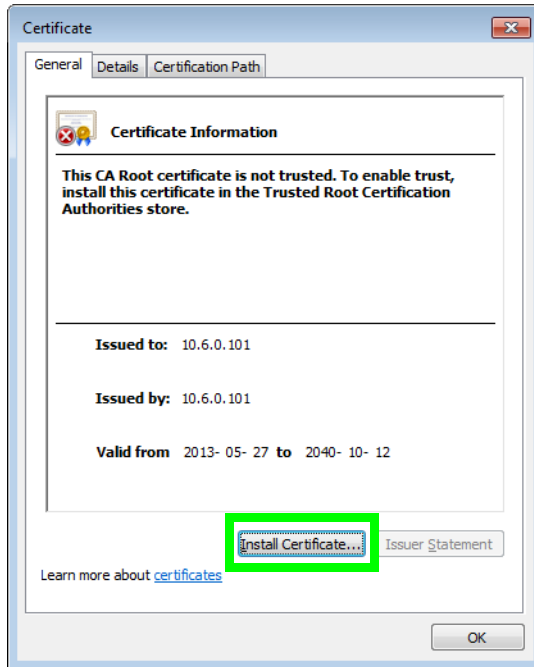 Certificate
General Details Certification Path
Certificate Information
This CA Root certificate is not trusted. To enable trust,
install this certificate in the Trusted Root Certification
Authorities store.
Issued to: 10.6.0.101
Issued by: 10.6.0.101
Valid from 2013- 05- 27 to 2040- 10- 12
Install Certificate... Issuer Statement
Learn more about certificates
OK